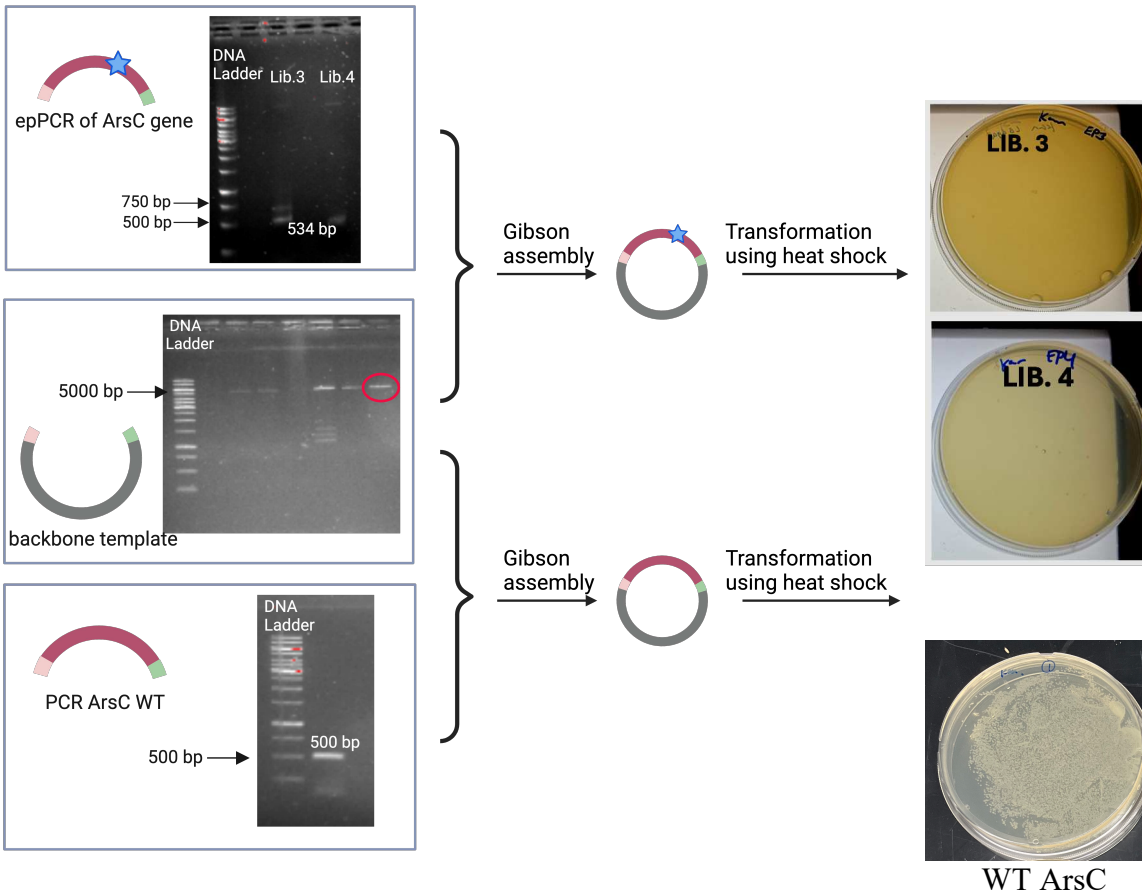 DNA
Ladder
Lib.3
Lib.4
epPCR of ArsC gene
750 bp
500 bp
534 bp
DNA
Ladder
5000 bp
backbone template
DNA
Ladder
PCR ArsC WT
500 bp
500 bp
Gibson
assembly
Transformation
using heat shock
Gibson
assembly
Transformation
using heat shock
Kan
EP3
LIB. 3
Kan
EP4
LIB. 4
1
WT ArsC